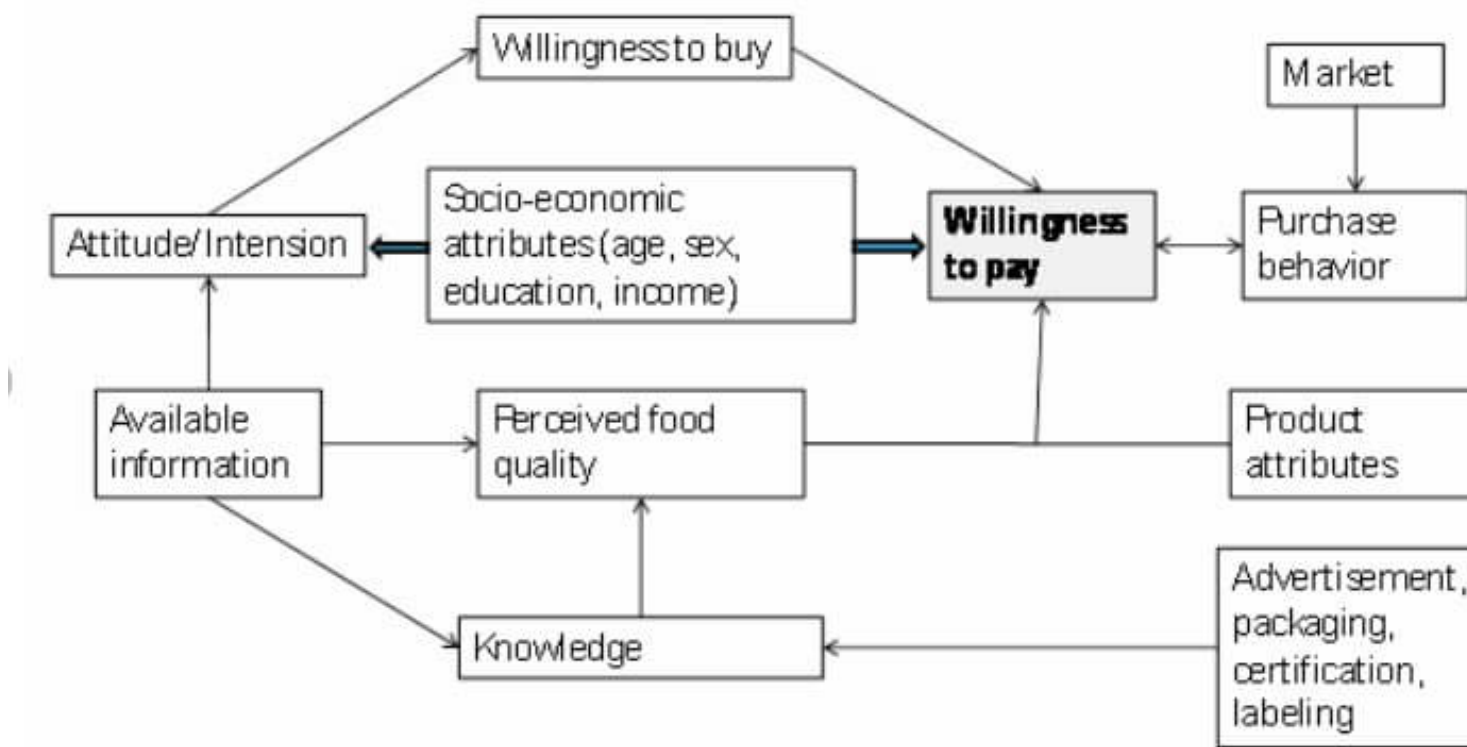 Willingness to buy
Market
Socio-economic
attributes (age, sex,
education, income)
Attitude/Intension
Willingness
to pay
Purchase
behavior
Available
information
Perceived food
quality
Product
attributes
Knowledge
Advertisement,
packaging,
certification,
labeling